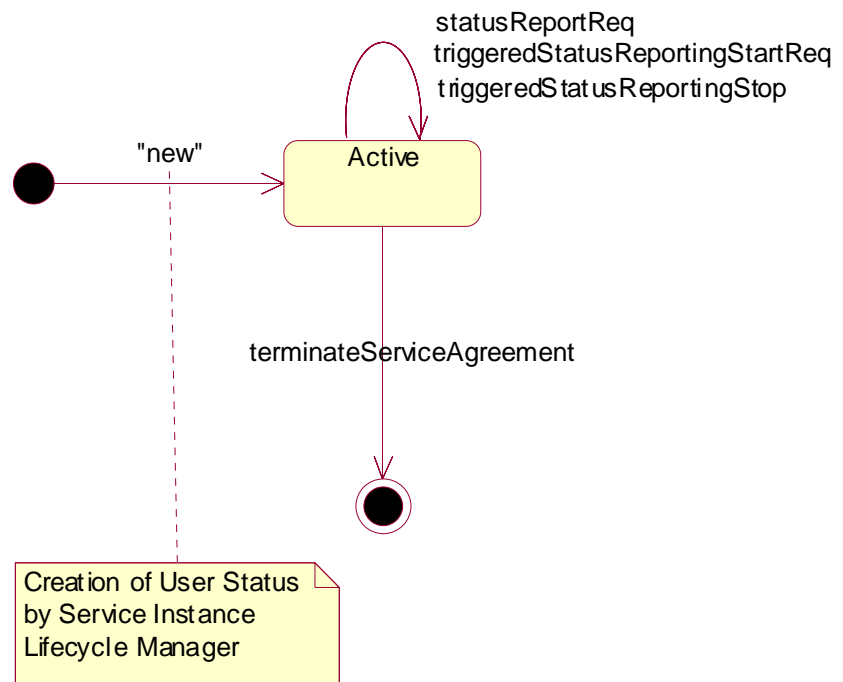 statusReportReq
triggeredStatusReportingStartReq
triggeredStatusReportingStop
"new"
Active
terminateServiceAgreement
Creation of User Status
by Service Instance
Lifecycle Manager